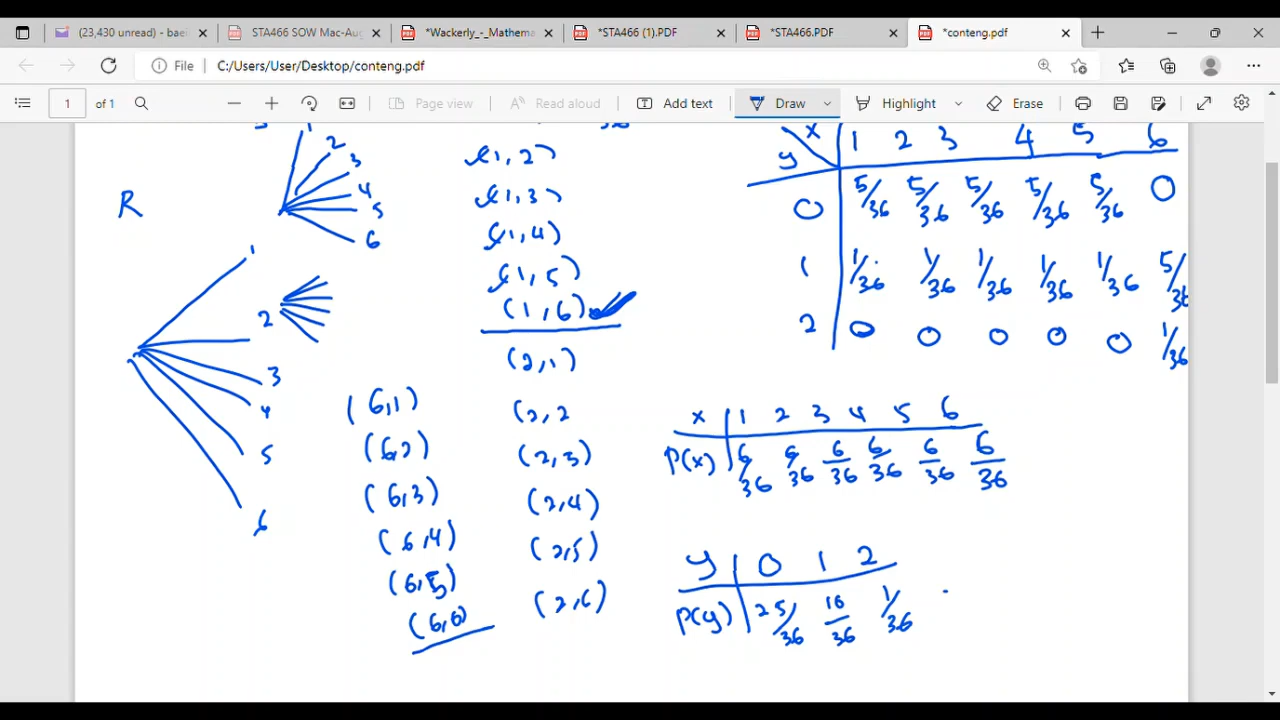 (23,430 unread) - baei
STA466 SOW Mac-Aug
*Wackerly_-_Mathema
*STA466 (1).PDF
*STA466.PDF
*conteng.pdf
File C:/Users/User/Desktop/conteng.pdf
1 of 1
Page view
Read aloud
Add text
Draw
Highlight
Erase
R
1
2
3
4
5
6
1
2
3
4
5
6
(1,2)
(1,3)
(1,4)
(1,5)
(1,6)
(2,1)
(2,2
(2,3)
(2,4)
(2,5)
(2,6)
(6,1)
(6,2)
(6,3)
(6,4)
(6,5)
(6,6)
x 1 2 3 4 5 6
y
0 5/36 5/36 5/36 5/36 5/36 0
1 1/36 1/36 1/36 1/36 1/36 5/36
2 0 0 0 0 0 1/36
x 1 2 3 4 5 6
P(x) 6/36 6/36 6/36 6/36 6/36 6/36
y 0 1 2
P(y) 25/36 10/36 1/36